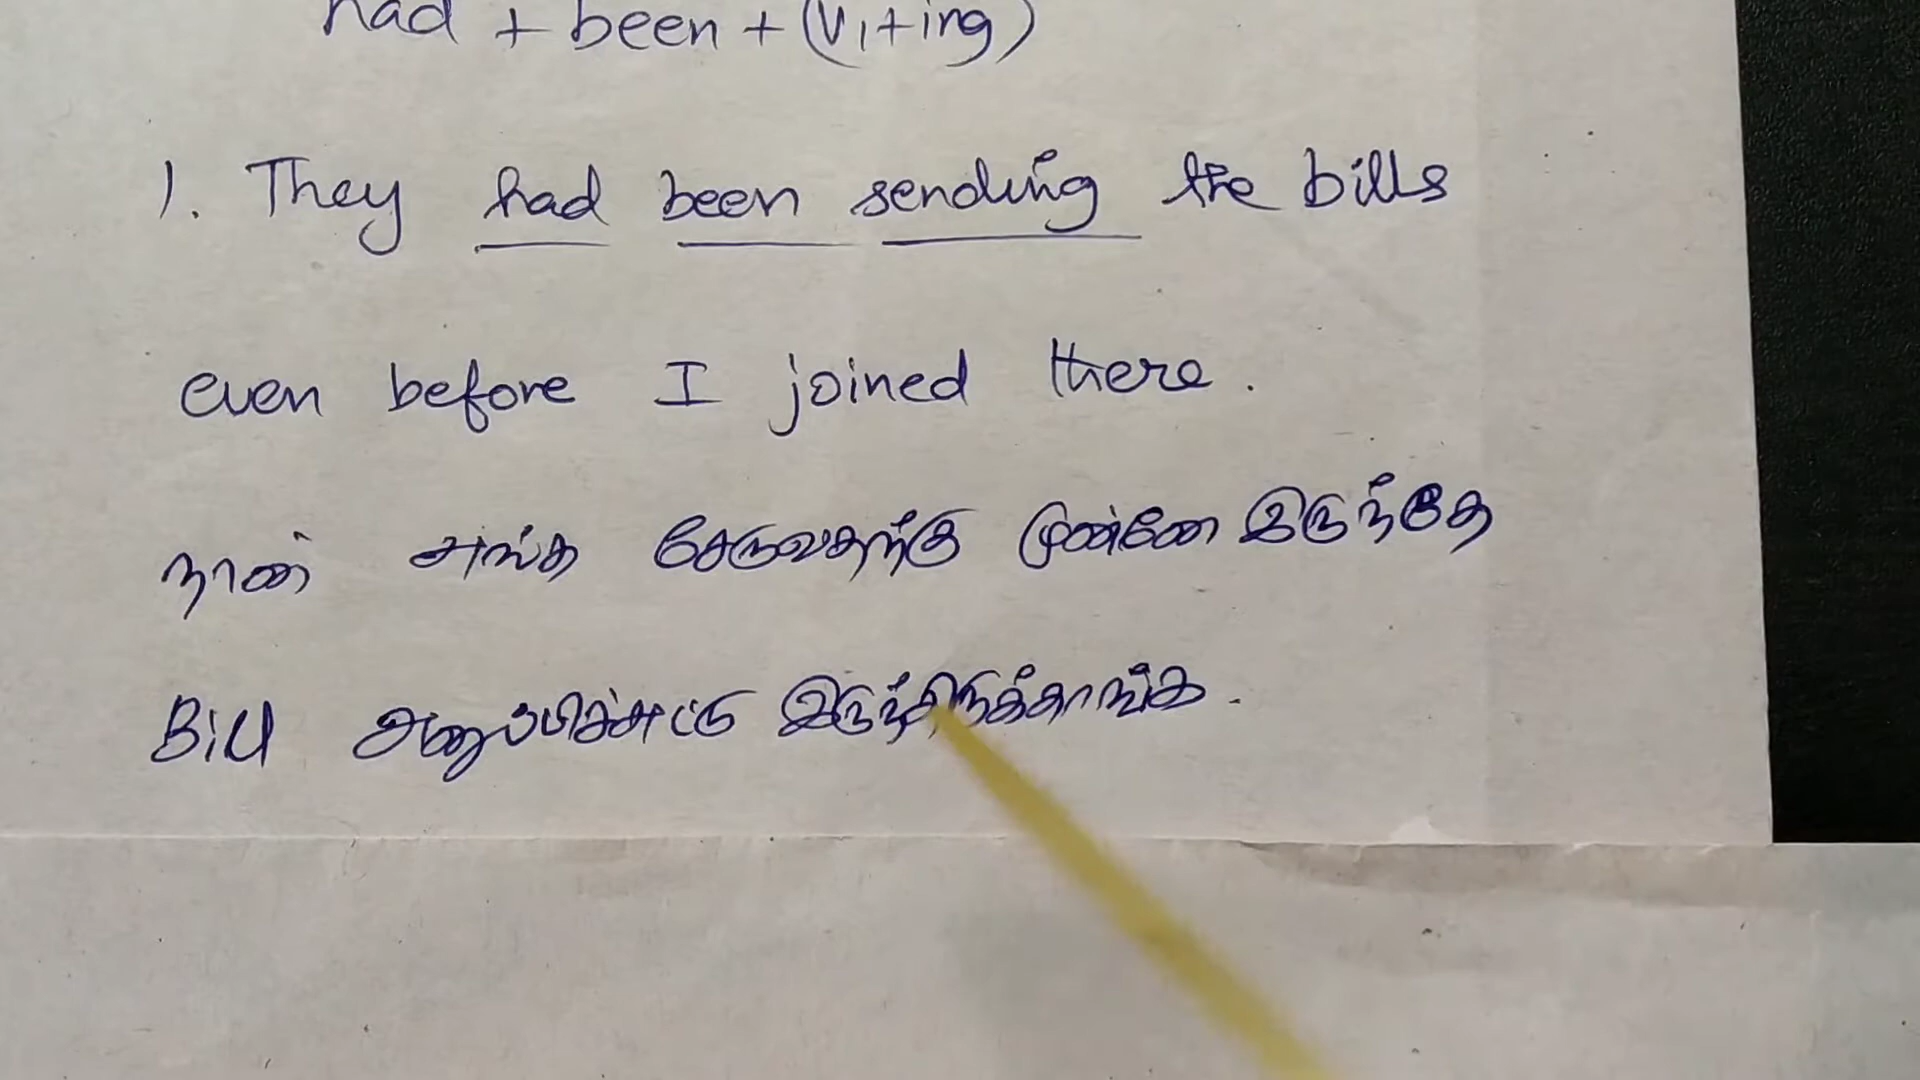 had + been + (V1+ing)
1. They had been sending the bills
even before I joined there.
நான் அங்க சேருவதற்கு முன்னே இருந்தே
Bill அனுப்பிச்சுட்டு இருந்திருக்காங்க.